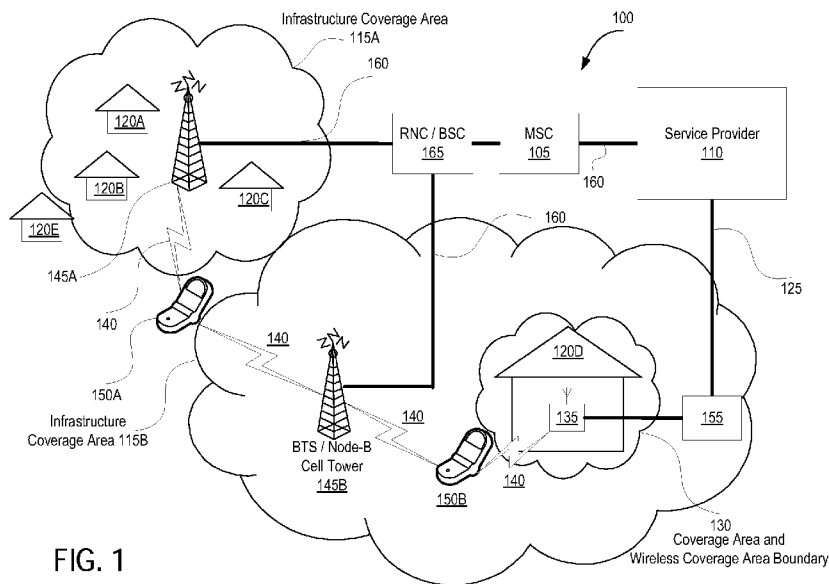 Infrastructure Coverage Area
115A
100
160
120A
120B
120C
120E
RNC / BSC
165
MSC
105
Service Provider
110
160
160
125
145A
140
150A
140
140
120D
135
155
Infrastructure
Coverage Area 115B
BTS / Node-B
Cell Tower
145B
150B
140
130
Coverage Area and
Wireless Coverage Area Boundary
FIG. 1